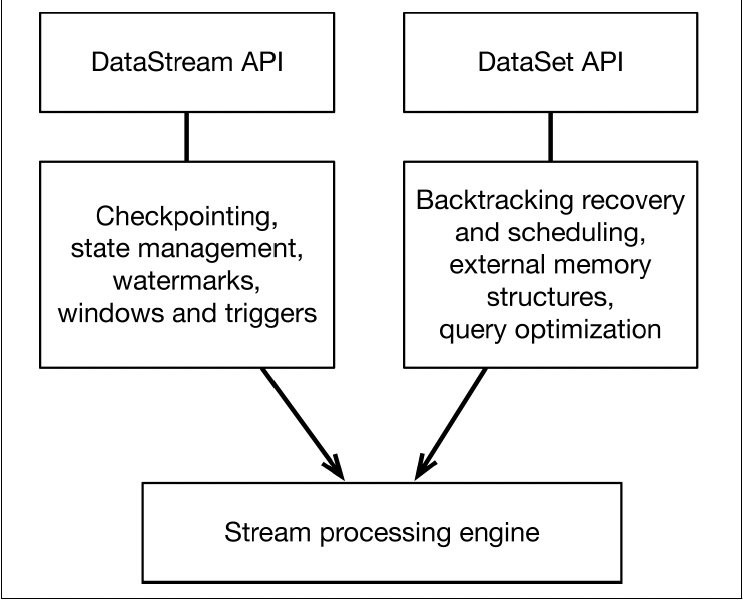 DataStream API
DataSet API
Checkpointing,
state management,
watermarks,
windows and triggers
Backtracking recovery
and scheduling,
external memory
structures,
query optimization
Stream processing engine